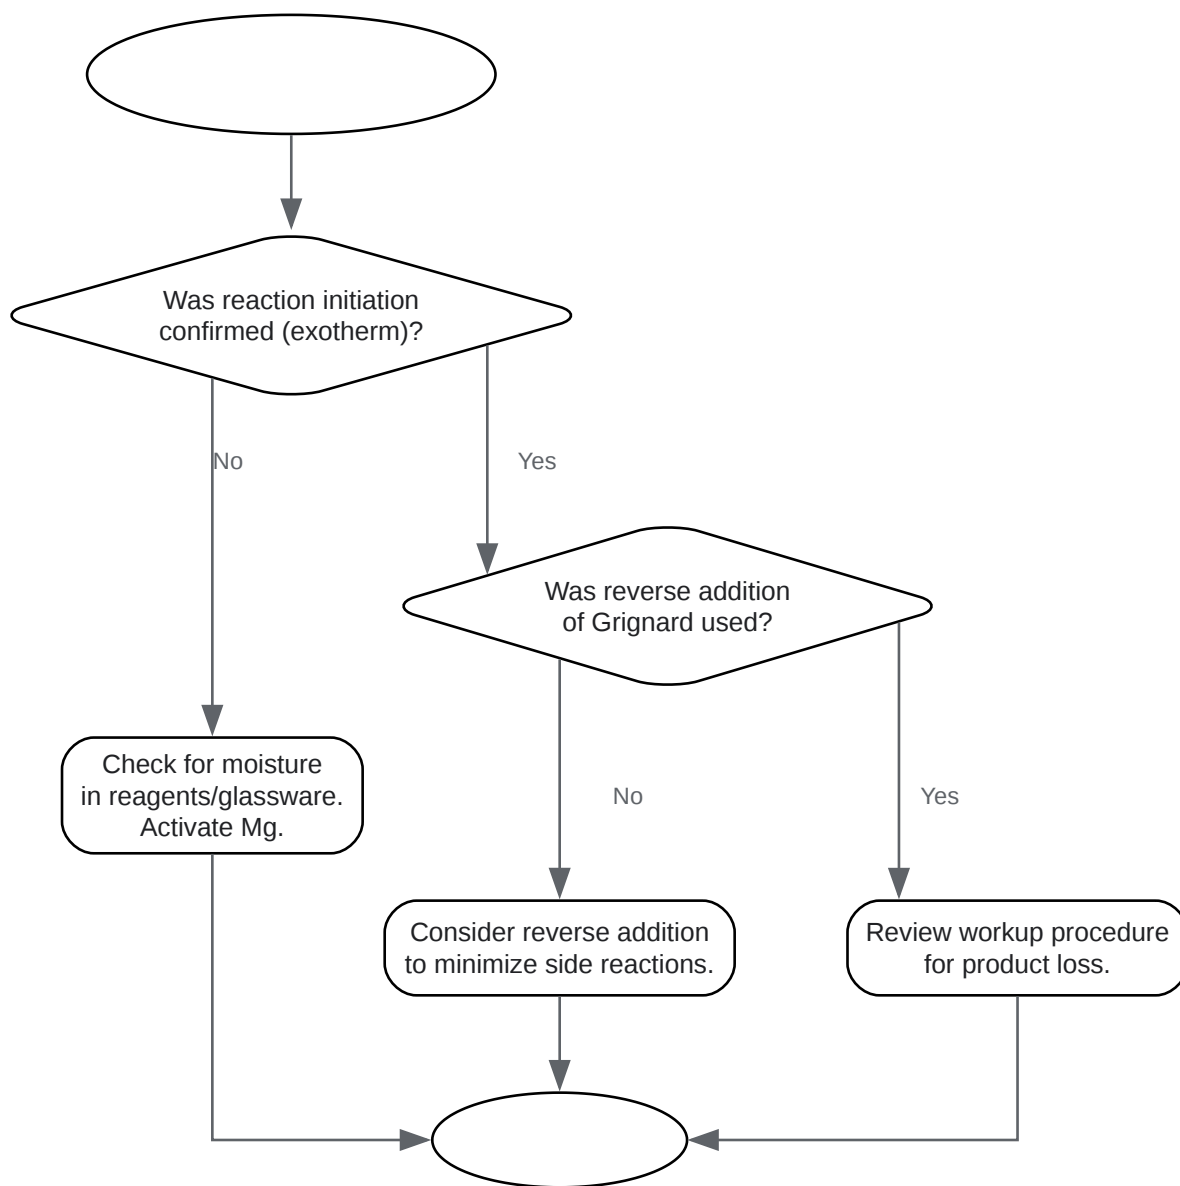 Was reaction initiation
confirmed (exotherm)?
No
Yes
Was reverse addition
of Grignard used?
Check for moisture
in reagents/glassware.
Activate Mg.
No
Yes
Consider reverse addition
to minimize side reactions.
Review workup procedure
for product loss.